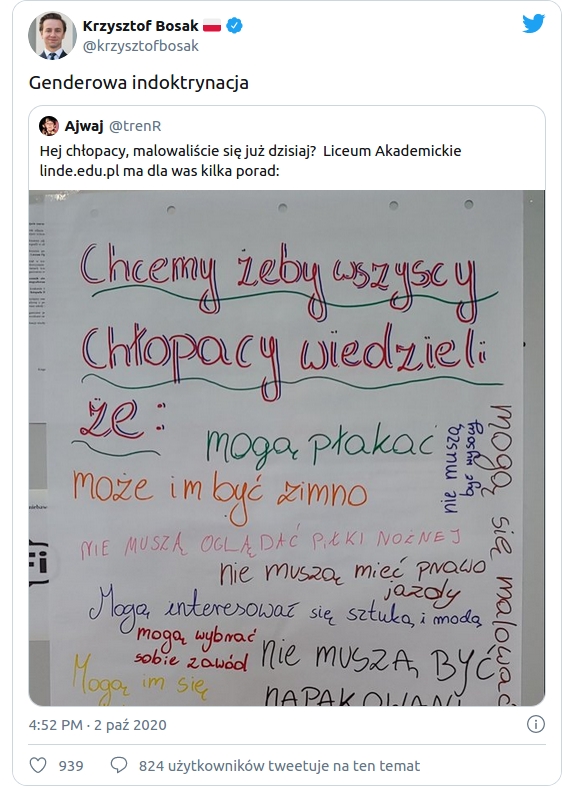 Krzysztof Bosak 🇵🇱
@krzysztofbosak
Genderowa indoktrynacja
Ajwaj @trenR
Hej chłopacy, malowaliście się już dzisiaj? Liceum Akademickie
linde.edu.pl ma dla was kilka porad:
Chcemy żeby wszyscy
Chłopacy wiedzieli
że:
mogą płakać
nie muszą
być wysocy
mogą się malować
może im być zimno
NIE MUSZĄ OGLĄDAĆ PIŁKI NOŻNEJ
nie muszą mieć prawo
jazdy
Mogą interesować się sztuką i modą
mogą wybrać
sobie zawód
nie MUSZĄ BYĆ
NAPAKOWANI
Mogą im się
4:52 PM · 2 paź 2020
939
824 użytkowników tweetuje na ten temat